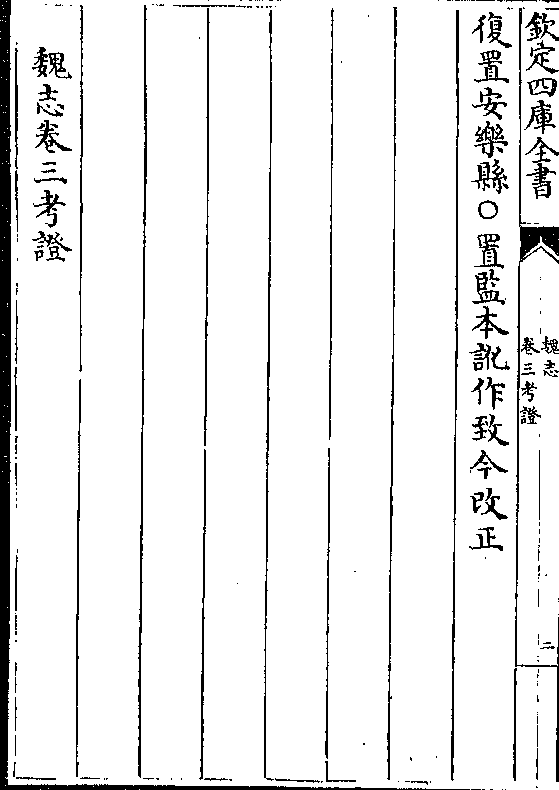 欽定四庫全書
魏志
卷三考證
二
復置安樂縣○置監本訛作致今改正
魏志卷三考證